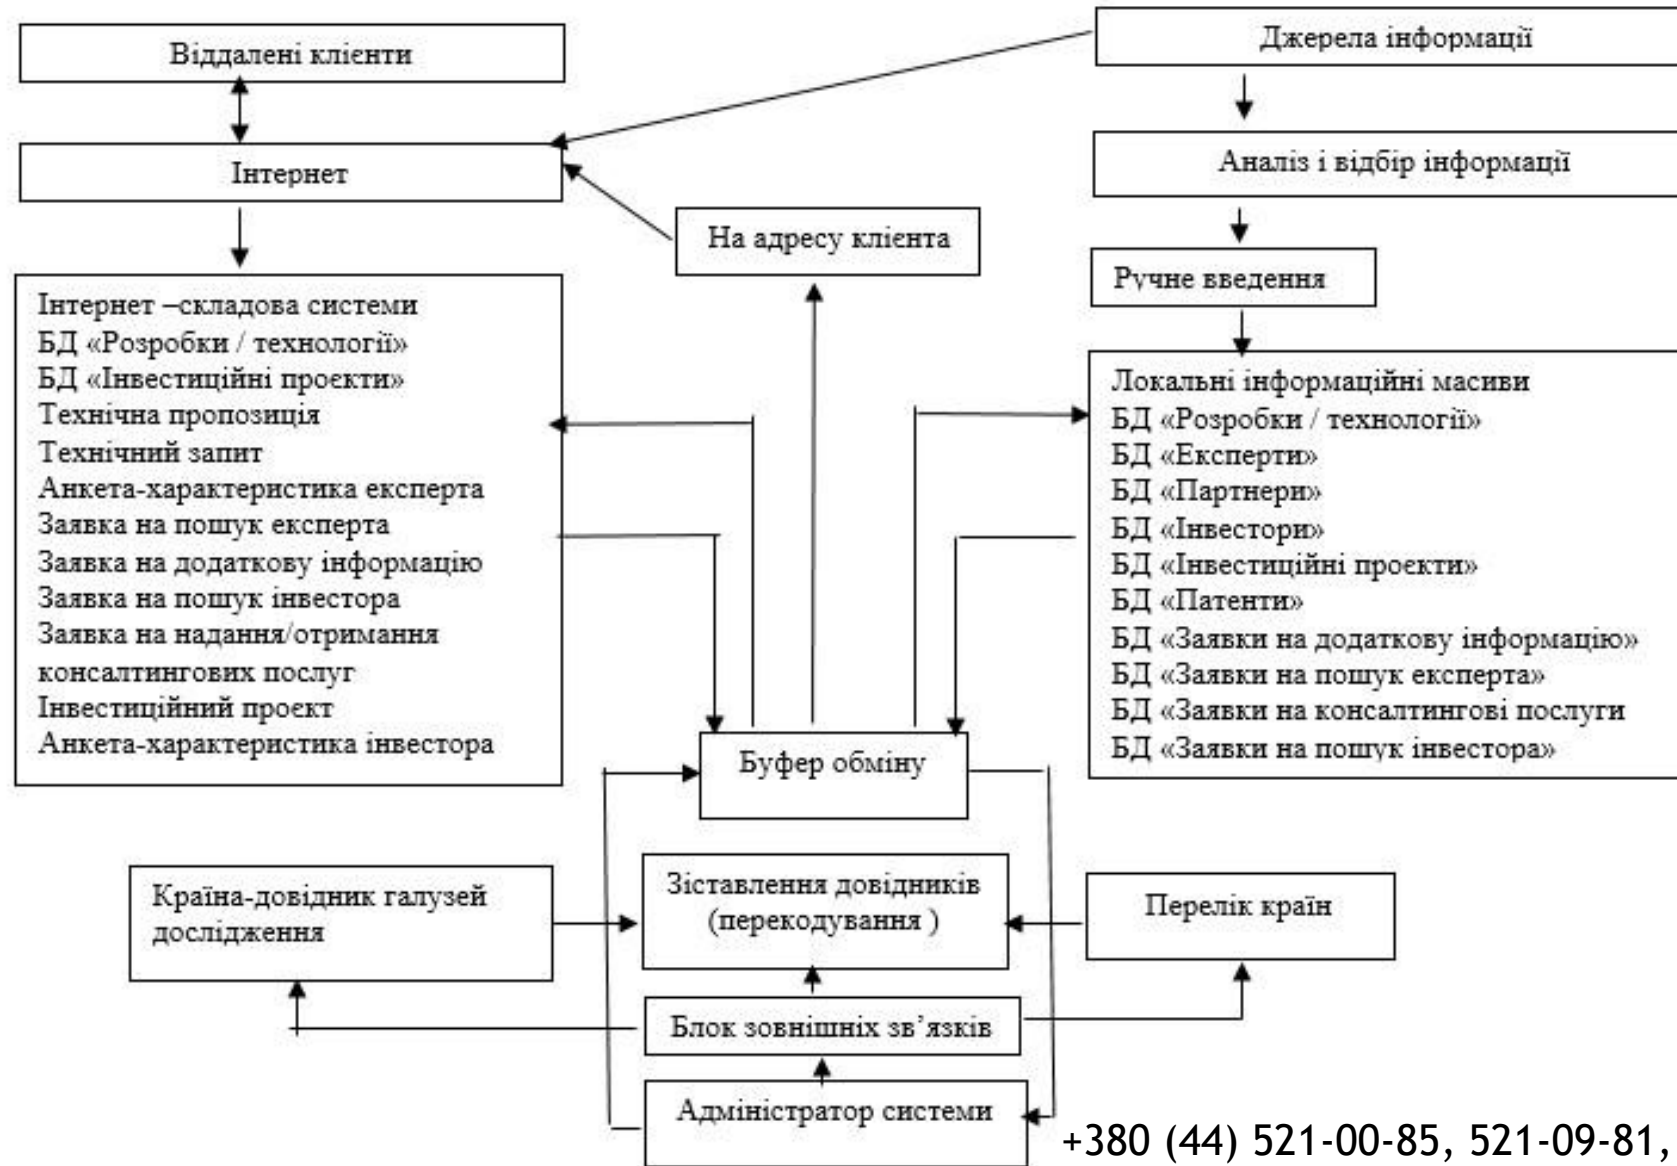 Віддалені клієнти
Джерела інформації
Інтернет
Аналіз і відбір інформації
На адресу клієнта
Ручне введення
Інтернет –складова системи
БД «Розробки / технології»
БД «Інвестиційні проєкти»
Технічна пропозиція
Технічний запит
Анкета-характеристика експерта
Заявка на пошук експерта
Заявка на додаткову інформацію
Заявка на пошук інвестора
Заявка на надання/отримання
консалтингових послуг
Інвестиційний проєкт
Анкета-характеристика інвестора
Локальні інформаційні масиви
БД «Розробки / технології»
БД «Експерти»
БД «Партнери»
БД «Інвестори»
БД «Інвестиційні проєкти»
БД «Патенти»
БД «Заявки на додаткову інформацію»
БД «Заявки на пошук експерта»
БД «Заявки на консалтингові послуги
БД «Заявки на пошук інвестора»
Буфер обміну
Країна-довідник галузей
дослідження
Зіставлення довідників
(перекодування )
Перелік країн
Блок зовнішніх зв’язків
Адміністратор системи
+380 (44) 521-00-85, 521-09-81,